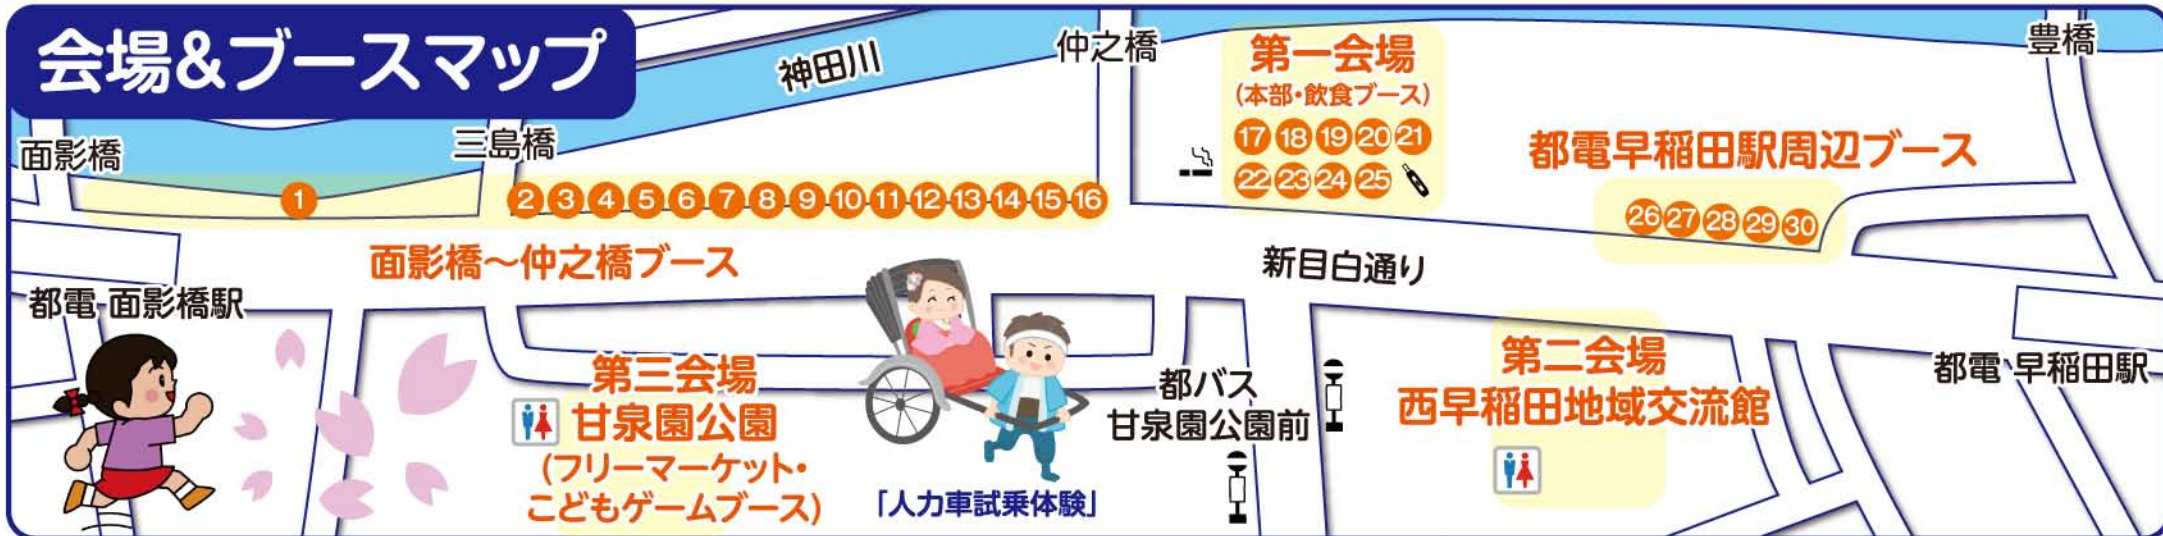 会場&ブースマップ
神田川
仲之橋
豊橋
面影橋
三島橋
第一会場
(本部・飲食ブース)
17 18 19 20 21
22 23 24 25
都電早稲田駅周辺ブース
1
2 3 4 5 6 7 8 9 10 11 12 13 14 15 16
26 27 28 29 30
面影橋〜仲之橋ブース
新目白通り
都電 面影橋駅
第三会場
甘泉園公園
(フリーマーケット・
こどもゲームブース)
「人力車試乗体験」
都バス
甘泉園公園前
第二会場
西早稲田地域交流館
都電 早稲田駅